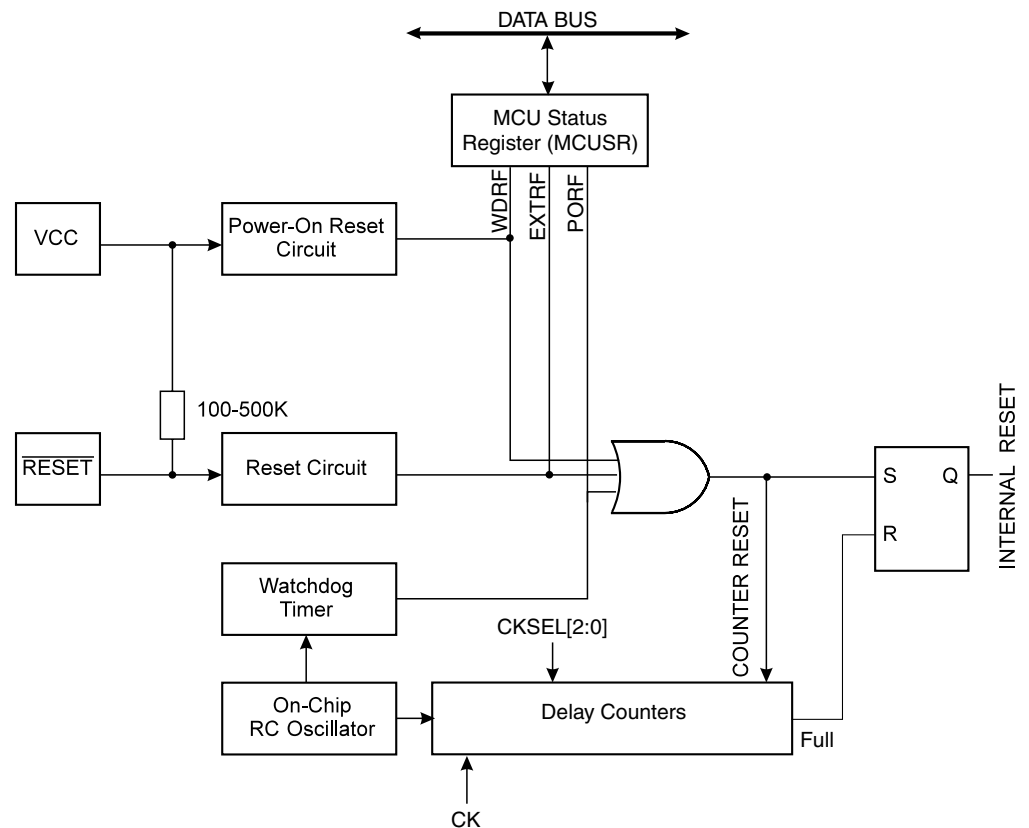 DATA BUS
MCU Status
Register (MCUSR)
WDRF
EXTRF
PORF
VCC
Power-On Reset
Circuit
100-500K
RESET
Reset Circuit
S
Q
R
INTERNAL RESET
COUNTER RESET
Watchdog
Timer
CKSEL[2:0]
On-Chip
RC Oscillator
Delay Counters
Full
CK